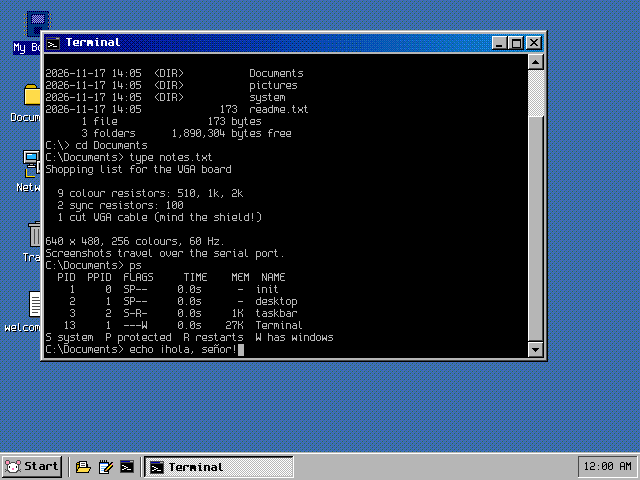 My Bo
Terminal
2026-11-17 14:05  <DIR>           Documents
2026-11-17 14:05  <DIR>           pictures
2026-11-17 14:05  <DIR>           system
2026-11-17 14:05             173  readme.txt
      1 file               173 bytes
      3 folders      1,890,304 bytes free
C:\> cd Documents
C:\Documents> type notes.txt
Shopping list for the VGA board
  9 colour resistors: 510, 1k, 2k
  2 sync resistors: 100
  1 cut VGA cable (mind the shield!)
640 x 480, 256 colours, 60 Hz.
Screenshots travel over the serial port.
C:\Documents> ps
  PID  PPID  FLAGS     TIME    MEM  NAME
    1     0  SP--      0.0s      -  init
    2     1  SP--      0.0s      -  desktop
    3     2  S-R-      0.0s     1K  taskbar
   13     1  ---W      0.0s    27K  Terminal
S system  P protected  R restarts  W has windows
C:\Documents> echo ¡hola, señor!
Docum
Netw
Tra
welcom
Start
Terminal
12:00 AM